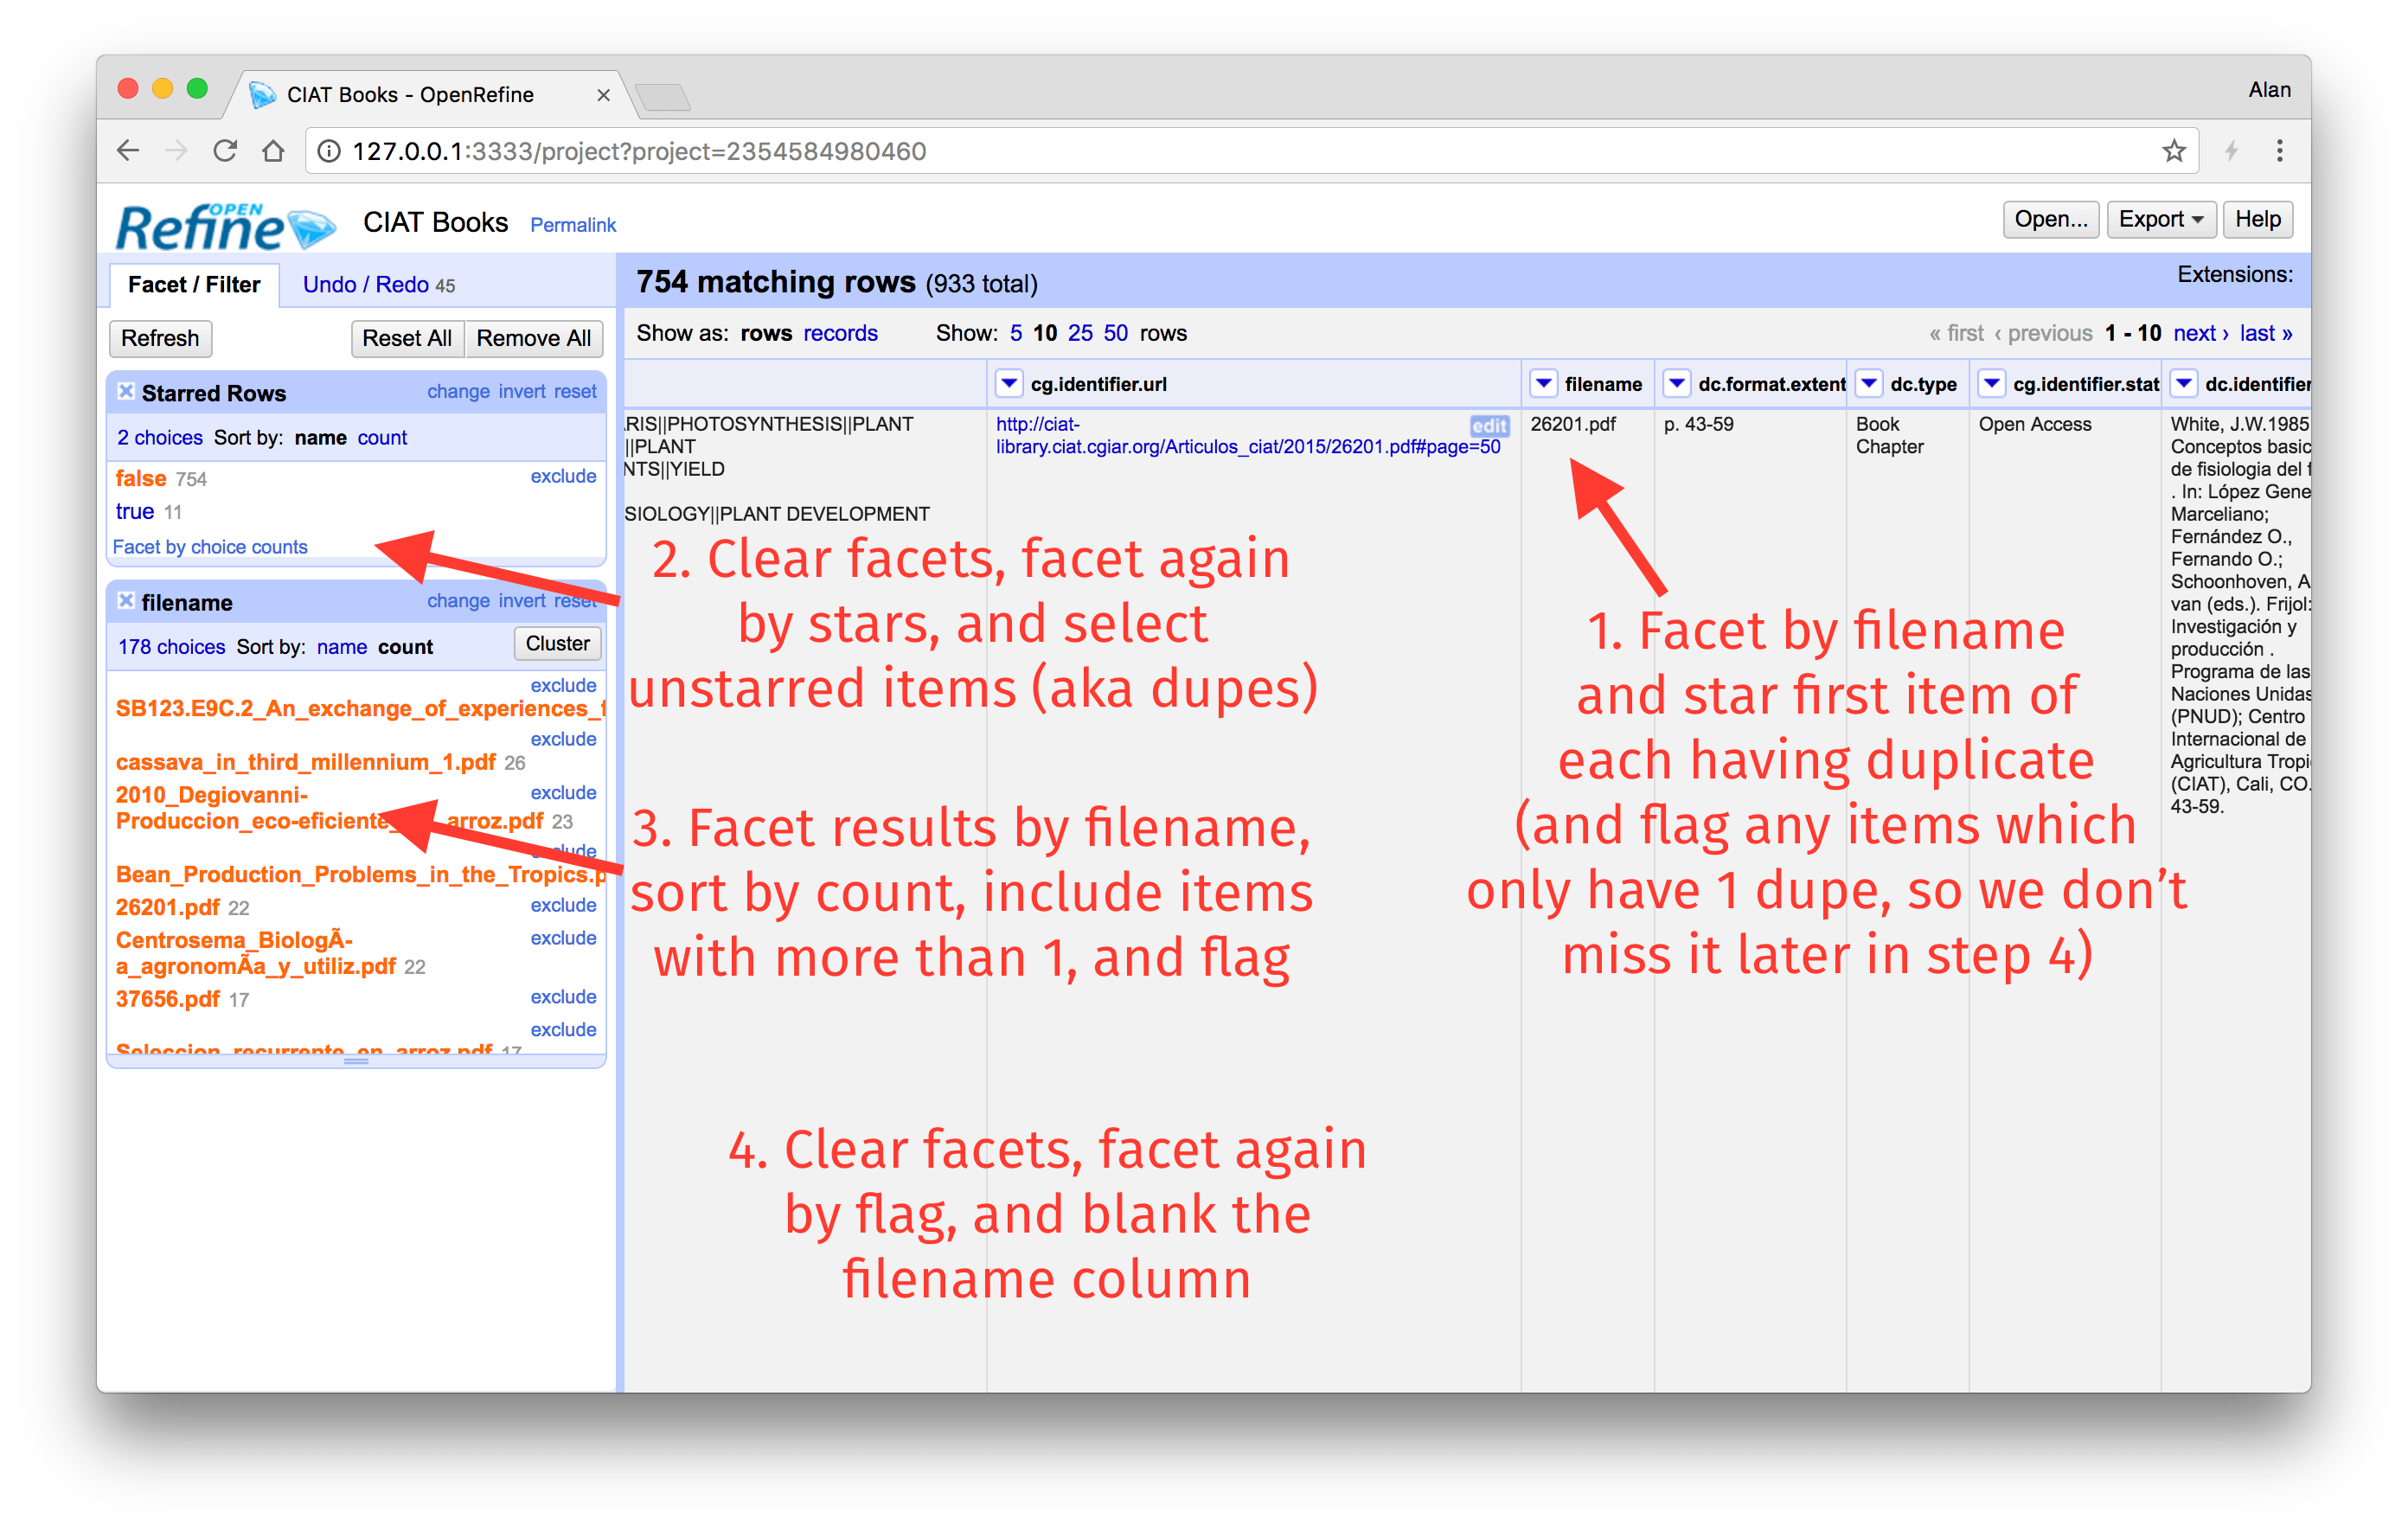 CIAT Books - OpenRefine
Alan
127.0.0.1:3333/project?project=2354584980460
OPEN
Refine
CIAT Books Permalink
Open... Export Help
Facet / Filter Undo / Redo 45
754 matching rows (933 total)
Extensions:
Refresh Reset All Remove All
Show as: rows records Show: 5 10 25 50 rows
« first ‹ previous 1 - 10 next › last »
Starred Rows change invert reset
2 choices Sort by: name count
false 754 exclude
true 11
Facet by choice counts
filename change invert reset
178 choices Sort by: name count Cluster
exclude
SB123.E9C.2_An_exchange_of_experiences_f
exclude
cassava_in_third_millennium_1.pdf 26
2010_Degiovanni- exclude
Produccion_eco-eficiente arroz.pdf 23
exclude
Bean_Production_Problems_in_the_Tropics.p
26201.pdf 22 exclude
Centrosema_BiologÃ- exclude
a_agronomÃa_y_utiliz.pdf 22
37656.pdf 17 exclude
exclude
Seleccion_recurrente_en_arroz.pdf 17
cg.identifier.url filename dc.format.extent dc.type cg.identifier.stat dc.identifier
RIS||PHOTOSYNTHESIS||PLANT
||PLANT
NTS||YIELD
SIOLOGY||PLANT DEVELOPMENT
http://ciat-
library.ciat.cgiar.org/Articulos_ciat/2015/26201.pdf#page=50
edit
26201.pdf
p. 43-59
Book
Chapter
Open Access
White, J.W.1985
Conceptos basic
de fisiologia del f
. In: López Gene
Marceliano;
Fernández O.,
Fernando O.;
Schoonhoven, A
van (eds.). Frijol:
Investigación y
producción .
Programa de las
Naciones Unidas
(PNUD); Centro
Internacional de
Agricultura Tropi
(CIAT), Cali, CO.
43-59.
1. Facet by filename
and star first item of
each having duplicate
(and flag any items which
only have 1 dupe, so we don’t
miss it later in step 4)
2. Clear facets, facet again
by stars, and select
unstarred items (aka dupes)
3. Facet results by filename,
sort by count, include items
with more than 1, and flag
4. Clear facets, facet again
by flag, and blank the
filename column